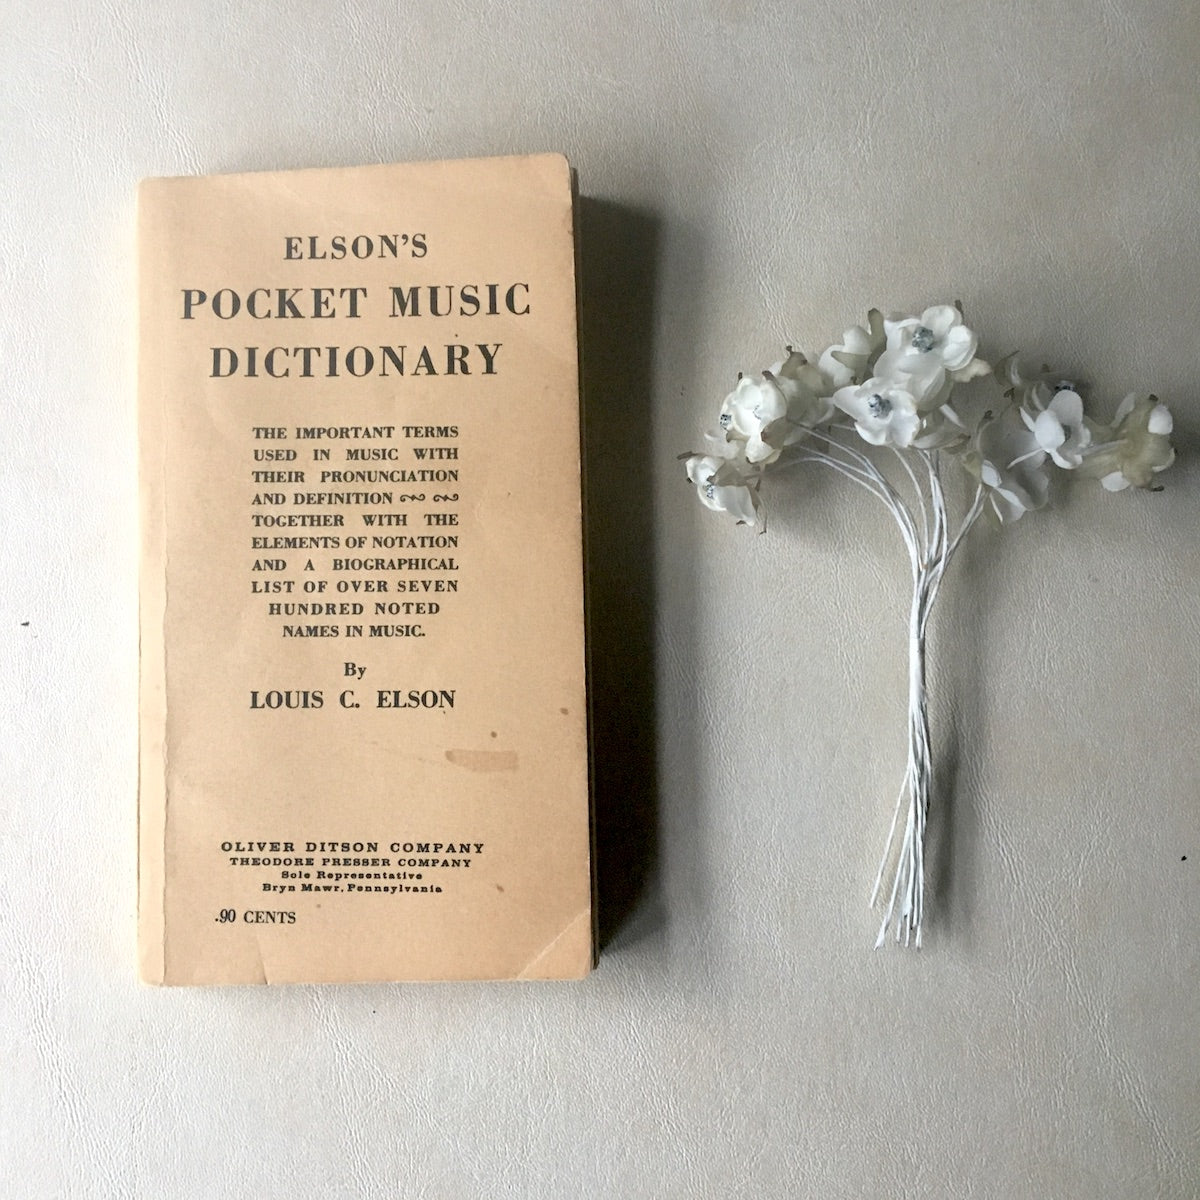 ELSON'S
POCKET MUSIC
DICTIONARY
THE IMPORTANT TERMS
USED IN MUSIC WITH
THEIR PRONUNCIATION
AND DEFINITION
TOGETHER WITH THE
ELEMENTS OF NOTATION
AND A BIOGRAPHICAL
LIST OF OVER SEVEN
HUNDRED NOTED
NAMES IN MUSIC.
By
LOUIS C. ELSON
OLIVER DITSON COMPANY
THEODORE PRESSER COMPANY
Sole Representative
Bryn Mawr, Pennsylvania
.90 CENTS